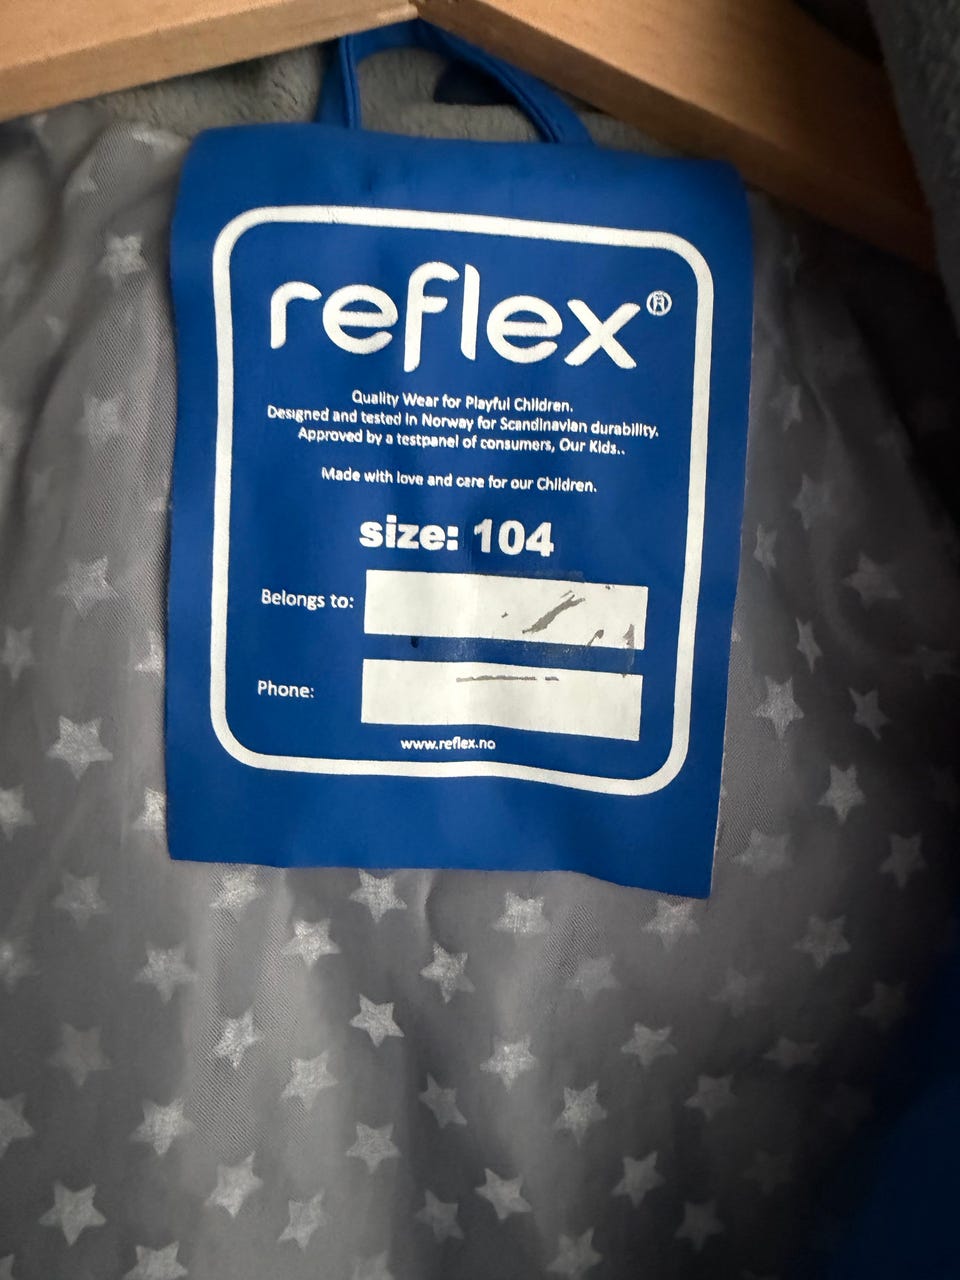 reflex®
Quality Wear for Playful Children.
Designed and tested in Norway for Scandinavian durability.
Approved by a testpanel of consumers, Our Kids..
Made with love and care for our Children.
size: 104
Belongs to:
Phone:
www.reflex.no